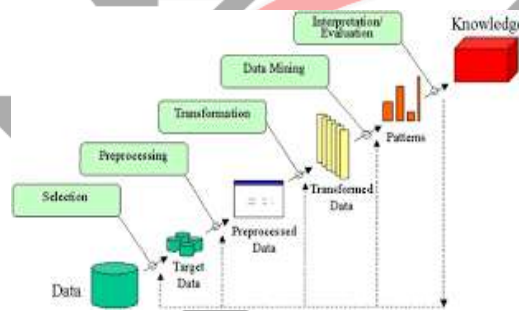 Interpretation/
Evaluation
Knowledge
Data Mining
Transformation
Patterns
Preprocessing
Transformed
Data
Selection
Preprocessed
Data
Target
Data
Data